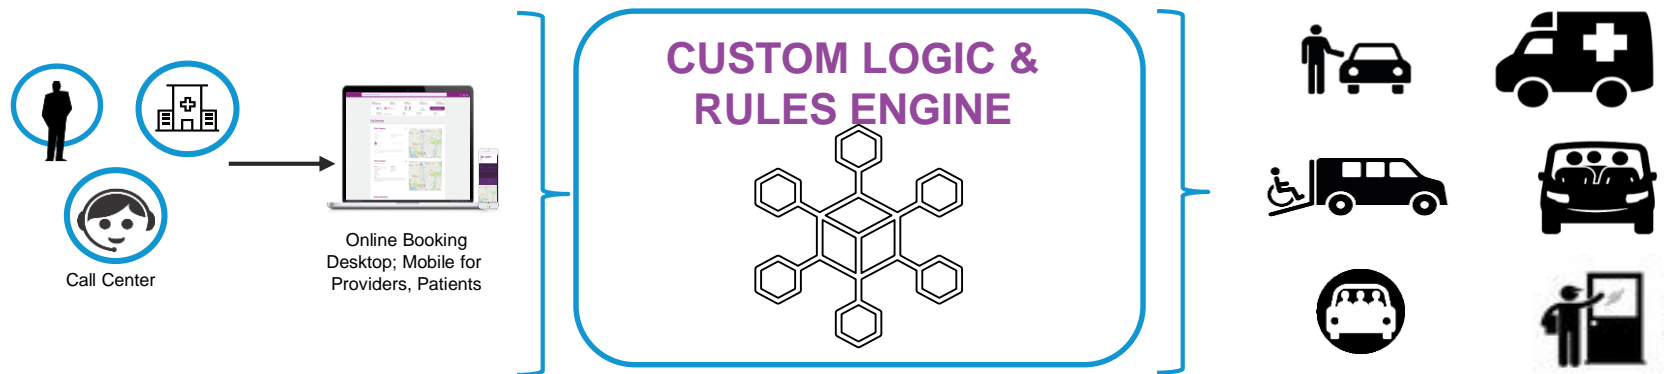 CUSTOM LOGIC &
RULES ENGINE
Call Center
Online Booking
Desktop; Mobile for
Providers, Patients